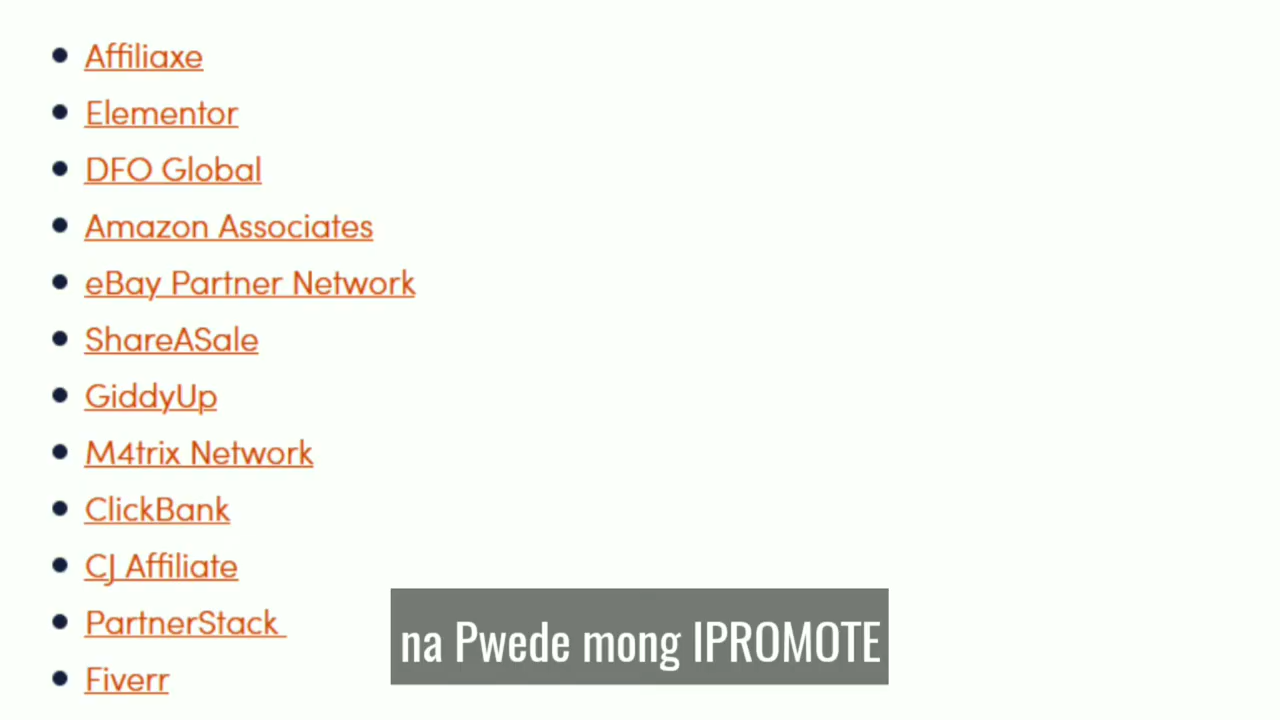 Affiliaxe
Elementor
DFO Global
Amazon Associates
eBay Partner Network
ShareASale
GiddyUp
M4trix Network
ClickBank
CJ Affiliate
PartnerStack
Fiverr
na Pwede mong IPROMOTE